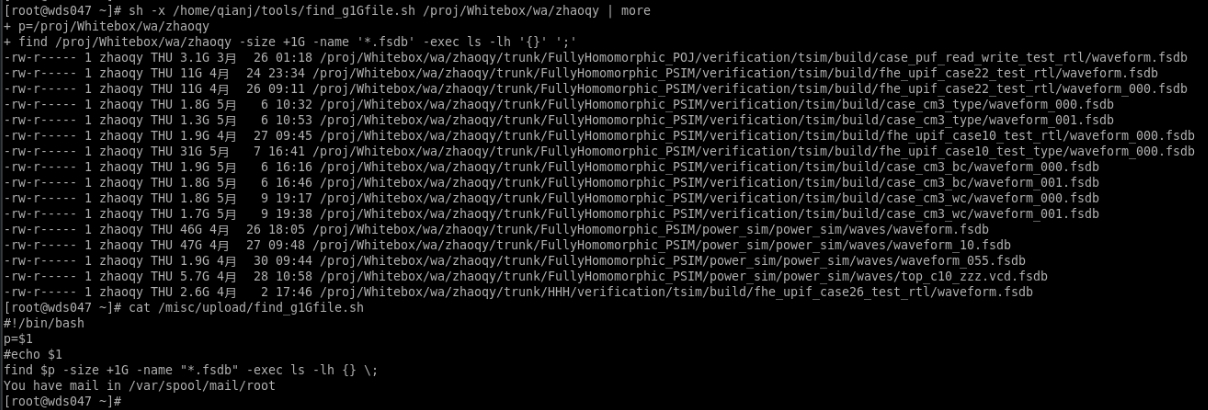 [root@wds047 ~]# sh -x /home/qianj/tools/find_g1Gfile.sh /proj/Whitebox/wa/zhaoqy | more
+ p=/proj/Whitebox/wa/zhaoqy
+ find /proj/Whitebox/wa/zhaoqy -size +1G -name '*.fsdb' -exec ls -lh '{}' ';'
-rw-r----- 1 zhaoqy THU 3.1G 3月  26 01:18 /proj/Whitebox/wa/zhaoqy/trunk/FullyHomomorphic_POJ/verification/tsim/build/case_puf_read_write_test_rtl/waveform.fsdb
-rw-r----- 1 zhaoqy THU 11G 4月  24 23:34 /proj/Whitebox/wa/zhaoqy/trunk/FullyHomomorphic_PSIM/verification/tsim/build/fhe_upif_case22_test_rtl/waveform.fsdb
-rw-r----- 1 zhaoqy THU 11G 4月  26 09:11 /proj/Whitebox/wa/zhaoqy/trunk/FullyHomomorphic_PSIM/verification/tsim/build/fhe_upif_case22_test_rtl/waveform_000.fsdb
-rw-r----- 1 zhaoqy THU 1.8G 5月   6 10:32 /proj/Whitebox/wa/zhaoqy/trunk/FullyHomomorphic_PSIM/verification/tsim/build/case_cm3_type/waveform_000.fsdb
-rw-r----- 1 zhaoqy THU 1.3G 5月   6 10:53 /proj/Whitebox/wa/zhaoqy/trunk/FullyHomomorphic_PSIM/verification/tsim/build/case_cm3_type/waveform_001.fsdb
-rw-r----- 1 zhaoqy THU 1.9G 4月  27 09:45 /proj/Whitebox/wa/zhaoqy/trunk/FullyHomomorphic_PSIM/verification/tsim/build/fhe_upif_case10_test_rtl/waveform_000.fsdb
-rw-r----- 1 zhaoqy THU 31G 5月   7 16:41 /proj/Whitebox/wa/zhaoqy/trunk/FullyHomomorphic_PSIM/verification/tsim/build/fhe_upif_case10_test_type/waveform_000.fsdb
-rw-r----- 1 zhaoqy THU 1.9G 5月   6 16:16 /proj/Whitebox/wa/zhaoqy/trunk/FullyHomomorphic_PSIM/verification/tsim/build/case_cm3_bc/waveform_000.fsdb
-rw-r----- 1 zhaoqy THU 1.8G 5月   6 16:46 /proj/Whitebox/wa/zhaoqy/trunk/FullyHomomorphic_PSIM/verification/tsim/build/case_cm3_bc/waveform_001.fsdb
-rw-r----- 1 zhaoqy THU 1.8G 5月   9 19:17 /proj/Whitebox/wa/zhaoqy/trunk/FullyHomomorphic_PSIM/verification/tsim/build/case_cm3_wc/waveform_000.fsdb
-rw-r----- 1 zhaoqy THU 1.7G 5月   9 19:38 /proj/Whitebox/wa/zhaoqy/trunk/FullyHomomorphic_PSIM/verification/tsim/build/case_cm3_wc/waveform_001.fsdb
-rw-r----- 1 zhaoqy THU 46G 4月  26 18:05 /proj/Whitebox/wa/zhaoqy/trunk/FullyHomomorphic_PSIM/power_sim/power_sim/waves/waveform.fsdb
-rw-r----- 1 zhaoqy THU 47G 4月  27 09:48 /proj/Whitebox/wa/zhaoqy/trunk/FullyHomomorphic_PSIM/power_sim/power_sim/waves/waveform_10.fsdb
-rw-r----- 1 zhaoqy THU 1.9G 4月  30 09:44 /proj/Whitebox/wa/zhaoqy/trunk/FullyHomomorphic_PSIM/power_sim/power_sim/waves/waveform_055.fsdb
-rw-r----- 1 zhaoqy THU 5.7G 4月  28 10:58 /proj/Whitebox/wa/zhaoqy/trunk/FullyHomomorphic_PSIM/power_sim/power_sim/waves/top_c10_zzz.vcd.fsdb
-rw-r----- 1 zhaoqy THU 2.6G 4月   2 17:46 /proj/Whitebox/wa/zhaoqy/trunk/HHH/verification/tsim/build/fhe_upif_case26_test_rtl/waveform.fsdb
[root@wds047 ~]# cat /misc/upload/find_g1Gfile.sh
#!/bin/bash
p=$1
#echo $1
find $p -size +1G -name "*.fsdb" -exec ls -lh {} \;
You have mail in /var/spool/mail/root
[root@wds047 ~]#